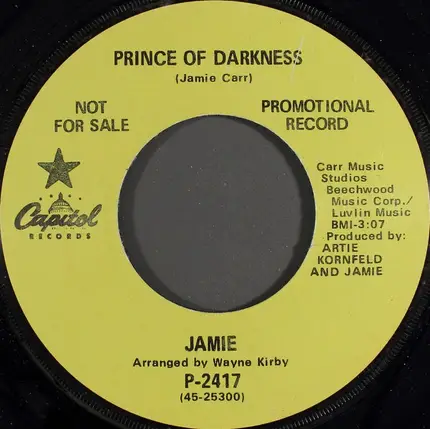 PRINCE OF DARKNESS
(Jamie Carr)
NOT
FOR SALE
PROMOTIONAL
RECORD
Capitol
RECORDS
Carr Music
Studios
Beechwood
Music Corp./
Luvlin Music
BMI-3:07
Produced by:
ARTIE
KORNFELD
AND JAMIE
JAMIE
Arranged by Wayne Kirby
P-2417
(45-25300)